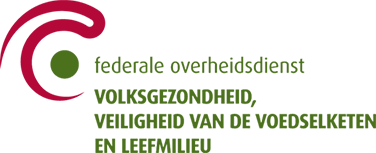 federale overheidsdienst
VOLKSGEZONDHEID,
VEILIGHEID VAN DE VOEDSELKETEN
EN LEEFMILIEU